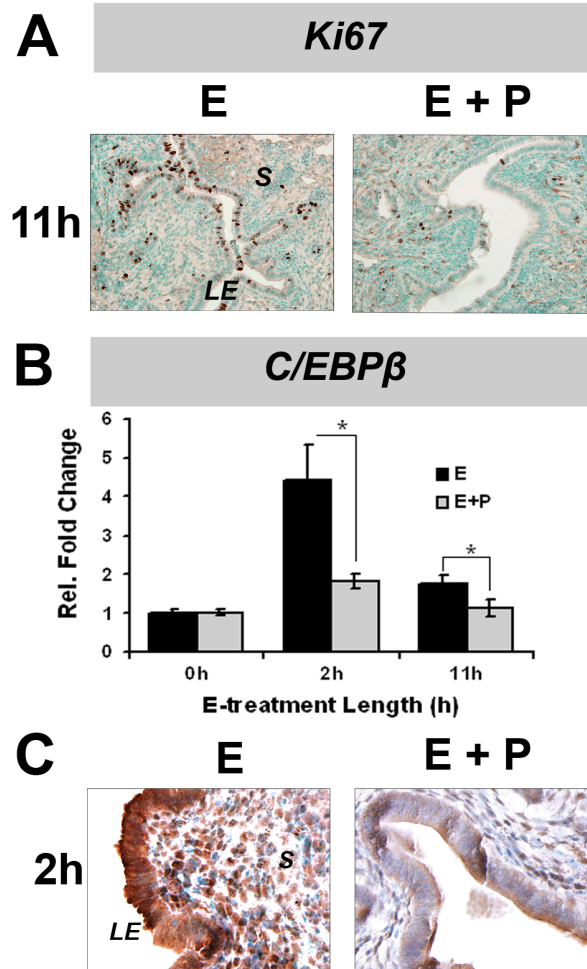 A
Ki67
E
E + P
11h
S
LE
B
C/EBPβ
6
5
4
3
2
1
0
Rel. Fold Change
*
*
E
E+P
0h
2h
11h
E-treatment Length (h)
C
E
E + P
2h
S
LE